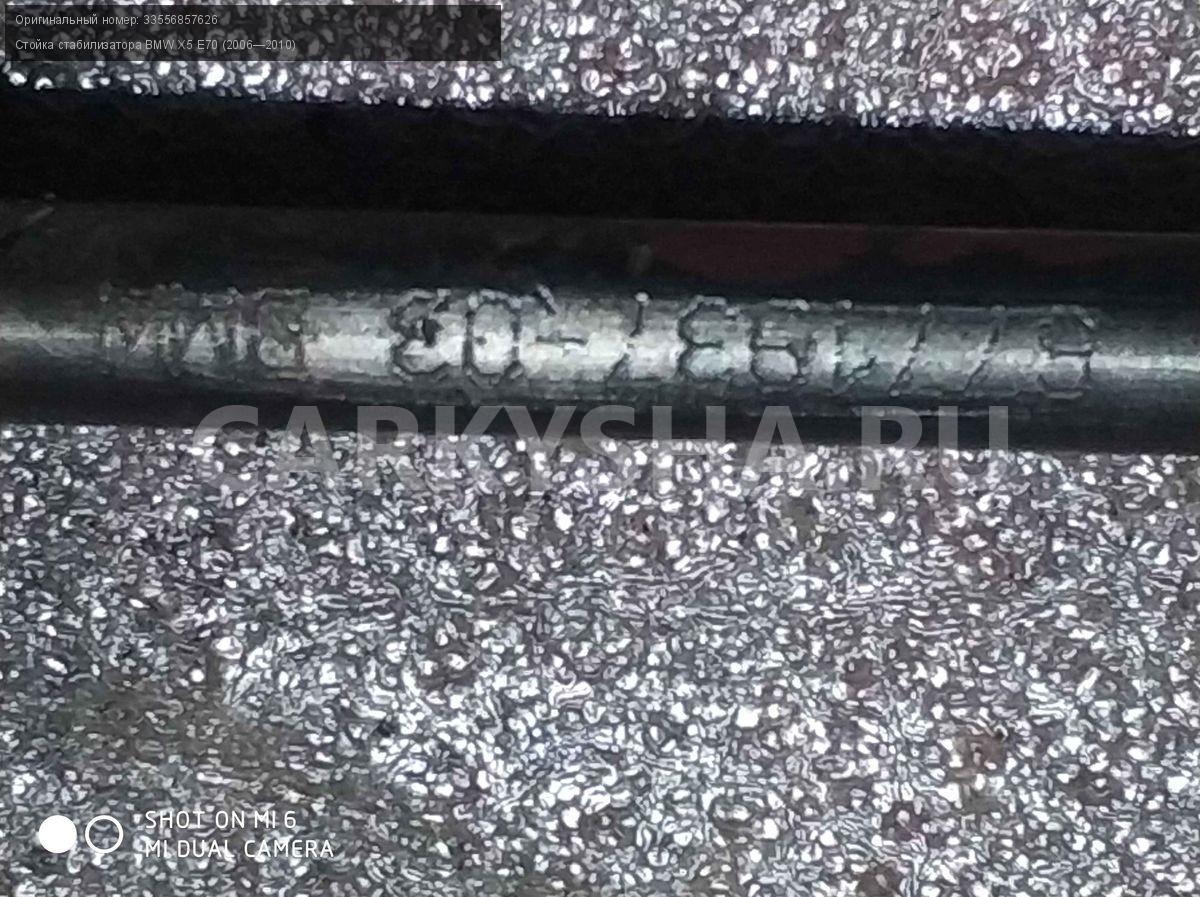 Оригинальный номер: 33556857626
Стойка стабилизатора BMW X5 E70 (2006—2010)
CARKYSHA.RU
SHOT ON MI 6
MI DUAL CAMERA